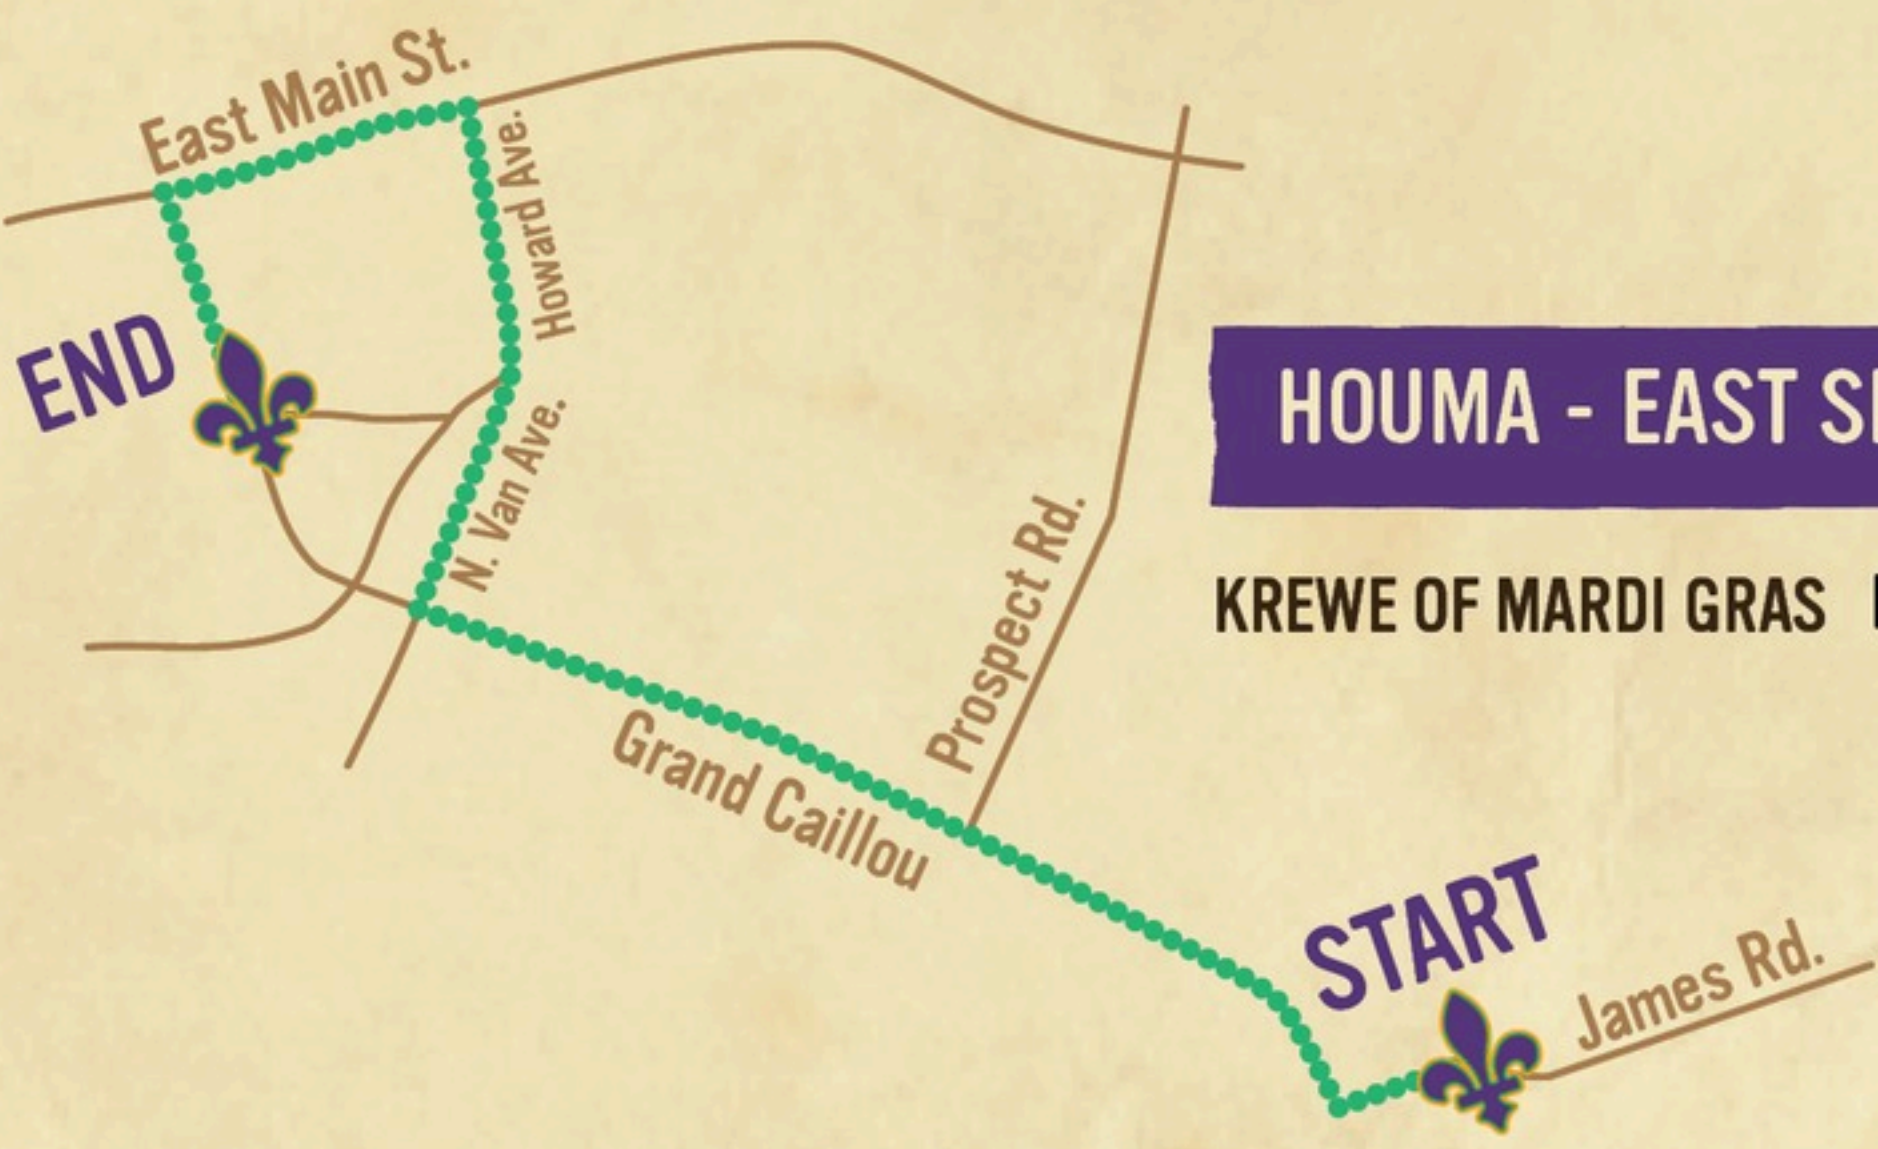 East Main St.
Howard Ave.
END
HOUMA - EAST
KREWE OF MARDI GRAS
N. Van Ave.
Prospect Rd.
Grand Caillou
START
James Rd.